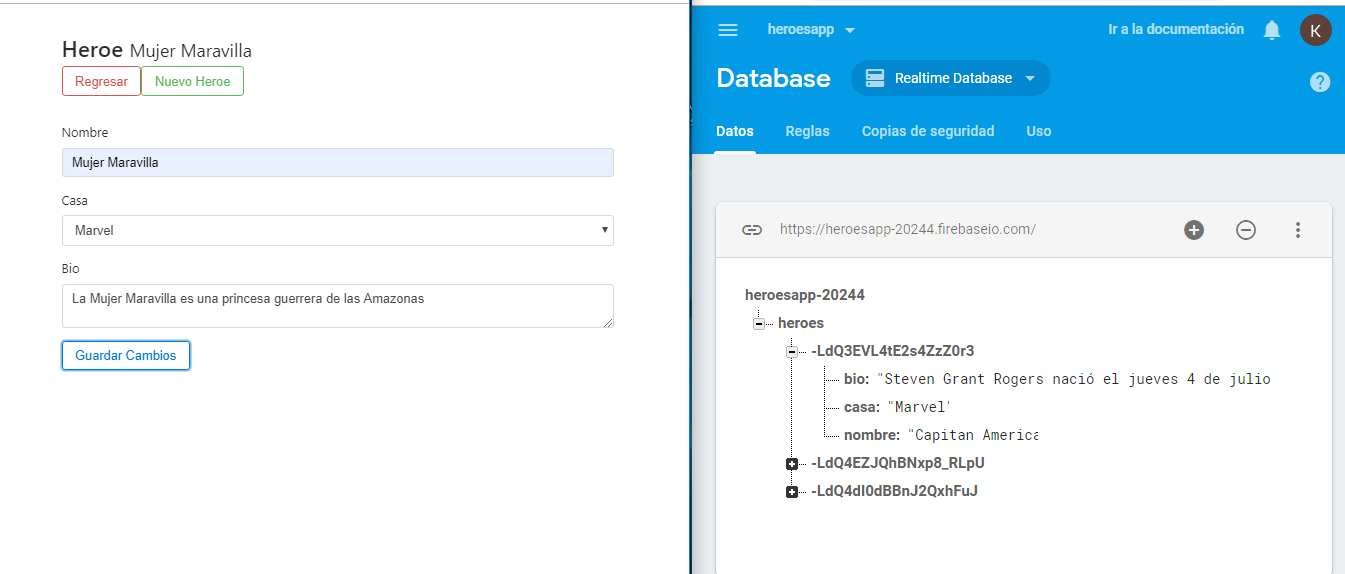 Heroe Mujer Maravilla
Regresar Nuevo Heroe
Nombre
Mujer Maravilla
Casa
Marvel
Bio
La Mujer Maravilla es una princesa guerrera de las Amazonas
Guardar Cambios
heroesapp Ir a la documentación K
Database Realtime Database
Datos Reglas Copias de seguridad Uso
https://heroesapp-20244.firebaseio.com/
heroesapp-20244
heroes
-LdQ3EVL4tE2s4ZzZ0r3
bio: "Steven Grant Rogers nació el jueves 4 de julio
casa: "Marvel"
nombre: "Capitan America
-LdQ4EZJQhBNxp8_RLpU
-LdQ4dI0dBBnJ2QxhFuJ